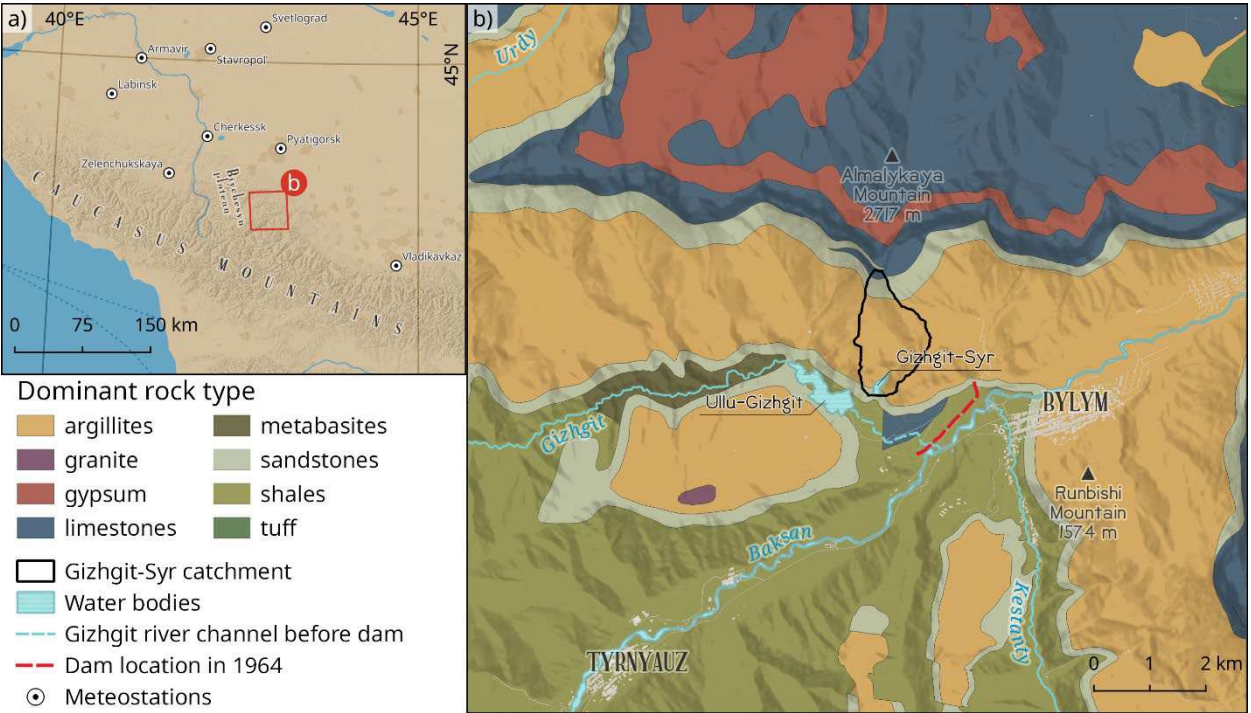 a)
40°E
45°E
45°N
Svetlograd
Armavir
Stavropol'
Labinsk
Cherkessk
Pyatigorsk
Zelenchukskaya
Bıychesyn
plateau
b
Vladikavkaz
CAUCASUS MOUNTAINS
0 75 150 km
Dominant rock type
argillites
granite
gypsum
limestones
metabasites
sandstones
shales
tuff
Gizhgit-Syr catchment
Water bodies
Gizhgit river channel before dam
Dam location in 1964
Meteostations
b)
Urdy
Almalykaya
Mountain
2717 m
Gizhgit-Syr
Ullu-Gizhgit
Gizhgit
BYLYM
Runbishi
Mountain
1574 m
Baksan
Kestanty
TYRNYAUZ
0 1 2 km